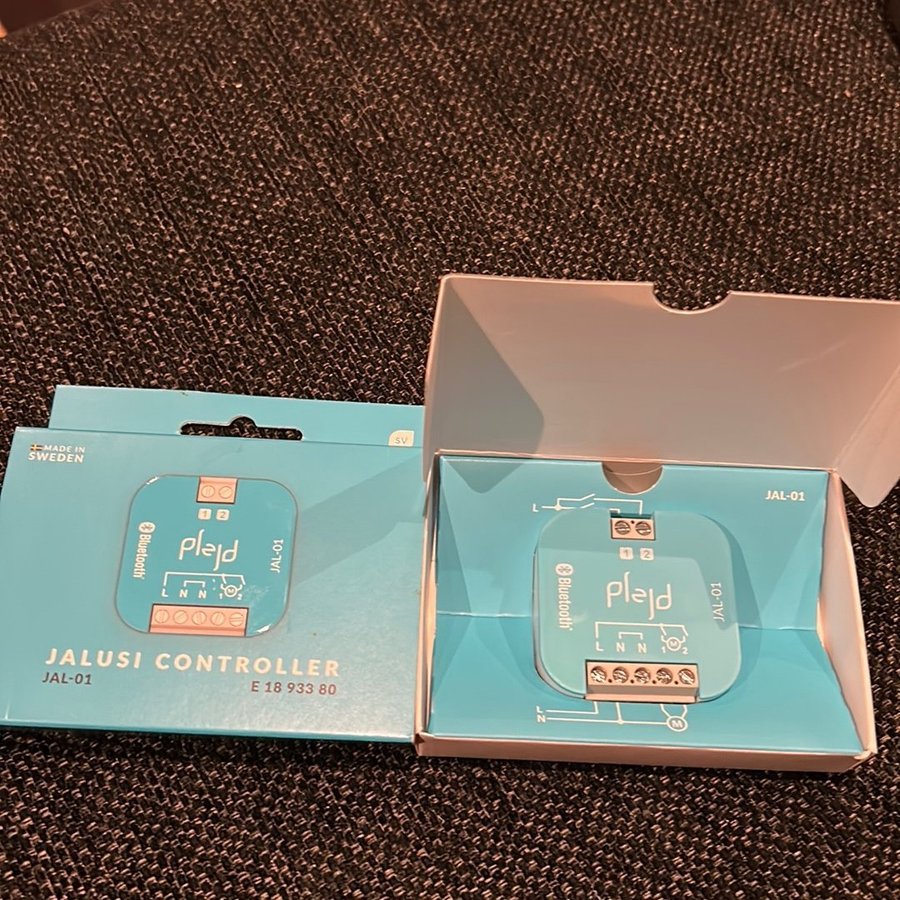 MADE IN
SWEDEN
SV
1 2
Bluetooth
plejd
JAL-01
L N N 1 M 2
JALUSI CONTROLLER
JAL-01
E 18 933 80
JAL-01
L
1 2
Bluetooth
plejd
JAL-01
L N N 1 M 2
L
N
M